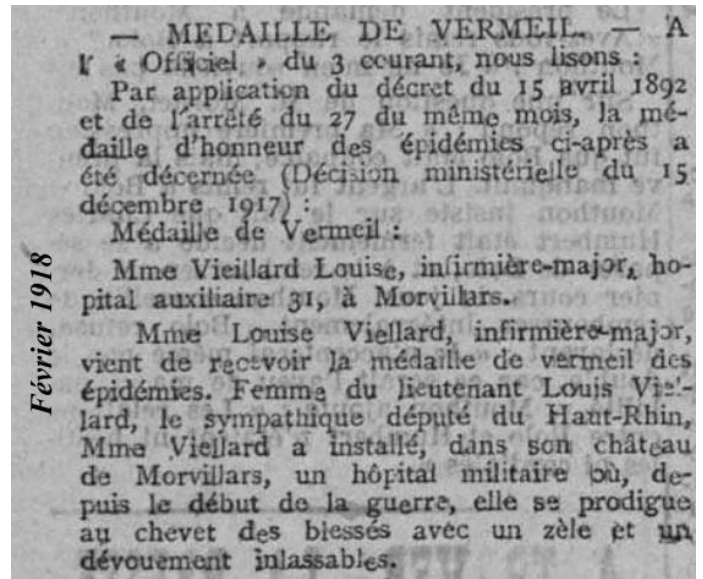 — MEDAILLE DE VERMEIL. — A
l' « Officiel » du 3 courant, nous lisons :
Par application du décret du 15 avril 1892
et de l'arrêté du 27 du même mois, la mé-
daille d'honneur des épidémies ci-après a
été décernée (Décision ministérielle du 15
décembre 1917) :
Médaille de Vermeil :
Mme Vieillard Louise, infirmière-major, ho-
pital auxiliaire 31, à Morvillars.
Mme Louise Viellard, infirmière-major,
vient de recevoir la médaille de vermeil des
épidémies. Femme du lieutenant Louis Viel-
lard, le sympathique député du Haut-Rhin,
Mme Viellard a installé, dans son château
de Morvillars, un hôpital militaire où, de-
puis le début de la guerre, elle se prodigue
au chevet des blessés avec un zèle et un
dévouement inlassables.
Février 1918